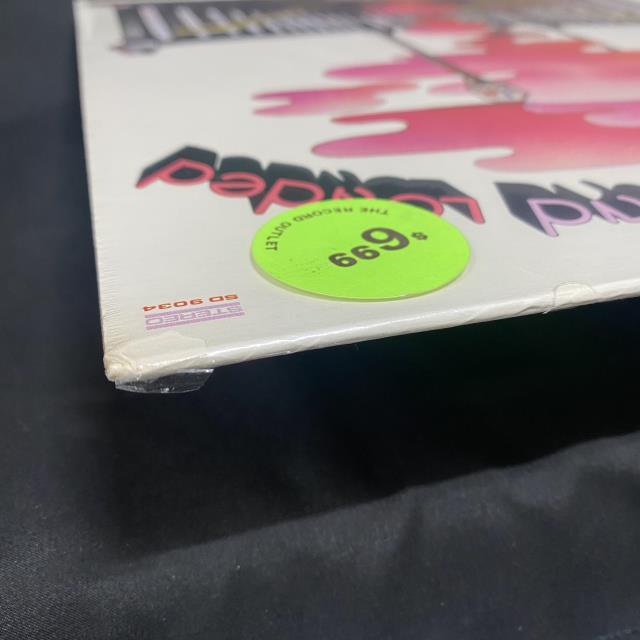 Loaded
THE RECORD OUTLET
$6.99
STEREO
SD 9034